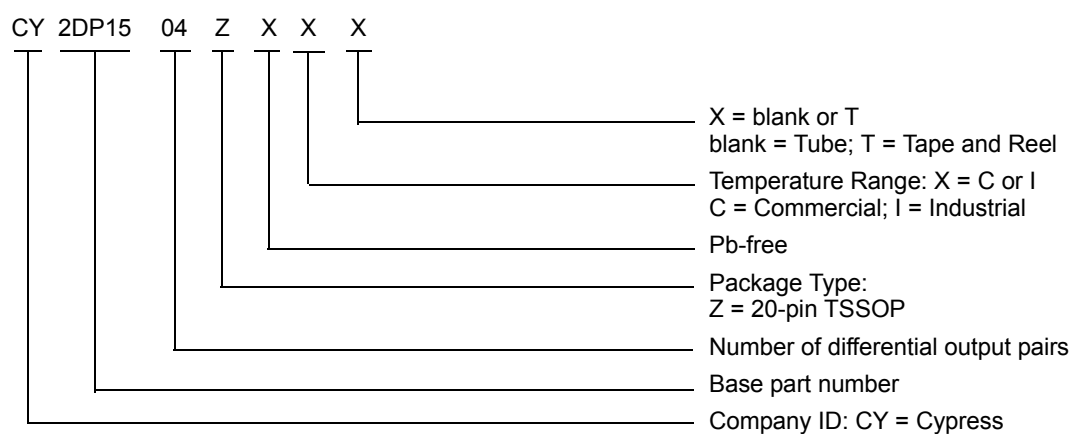 CY 2DP15 04 Z X X X
X = blank or T
blank = Tube; T = Tape and Reel
Temperature Range: X = C or I
C = Commercial; I = Industrial
Pb-free
Package Type:
Z = 20-pin TSSOP
Number of differential output pairs
Base part number
Company ID: CY = Cypress